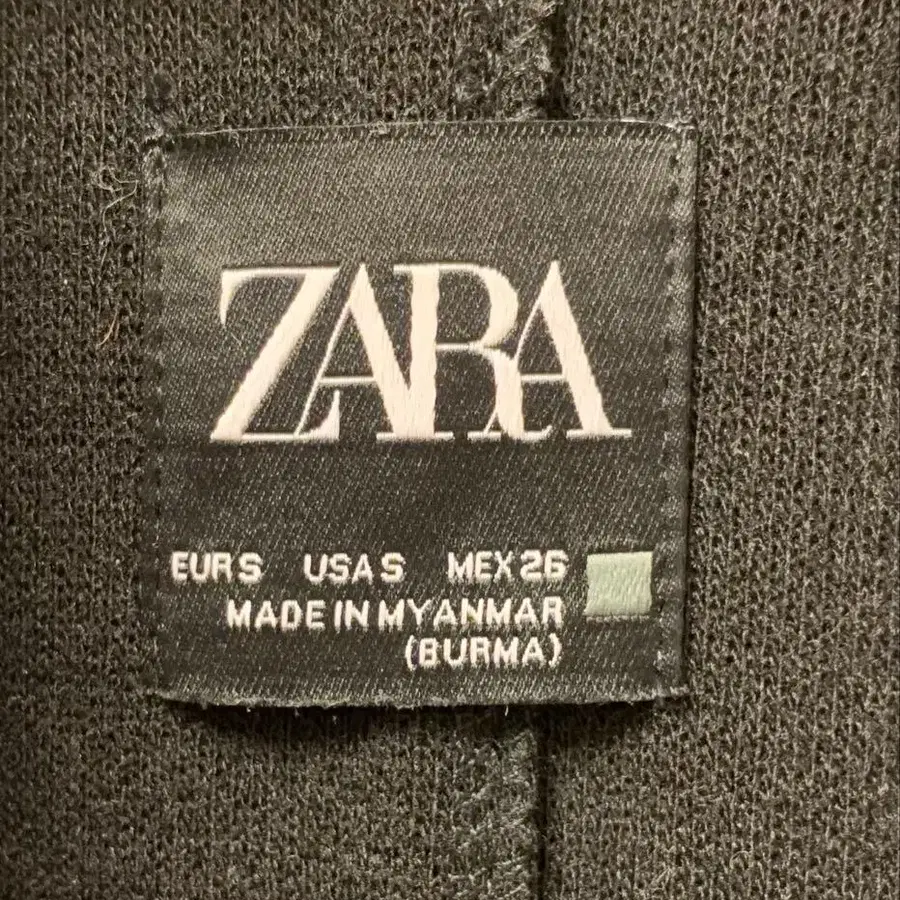 ZARA
EUR S USA S MEX 26
MADE IN MYANMAR
(BURMA)